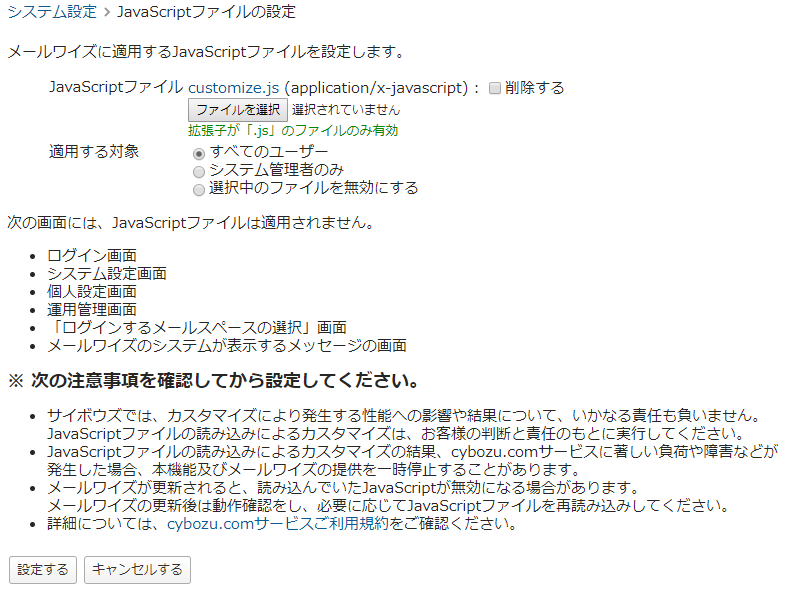 システム設定 > JavaScriptファイルの設定
メールワイズに適用するJavaScriptファイルを設定します。
JavaScriptファイル customize.js (application/x-javascript) : 削除する
ファイルを選択 選択されていません
拡張子が「.js」のファイルのみ有効
適用する対象 すべてのユーザー
システム管理者のみ
選択中のファイルを無効にする
次の画面には、JavaScriptファイルは適用されません。
• ログイン画面
• システム設定画面
• 個人設定画面
• 運用管理画面
• 「ログインするメールスペースの選択」画面
• メールワイズのシステムが表示するメッセージの画面
※ 次の注意事項を確認してから設定してください。
• サイボウズでは、カスタマイズにより発生する性能への影響や結果について、いかなる責任も負いません。
JavaScriptファイルの読み込みによるカスタマイズは、お客様の判断と責任のもとに実行してください。
• JavaScriptファイルの読み込みによるカスタマイズの結果、cybozu.comサービスに著しい負荷や障害などが
発生した場合、本機能及びメールワイズの提供を一時停止することがあります。
• メールワイズが更新されると、読み込んでいたJavaScriptが無効になる場合があります。
メールワイズの更新後は動作確認をし、必要に応じてJavaScriptファイルを再読み込みしてください。
• 詳細については、cybozu.comサービスご利用規約をご確認ください。
設定する キャンセルする